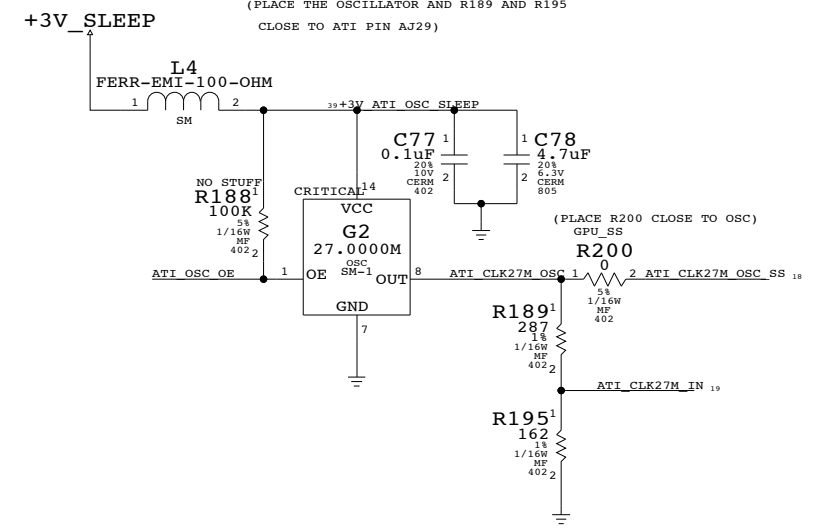 (PLACE THE OSCILLATOR AND R189 AND R195
CLOSE TO ATI PIN AJ29)
+3V_SLEEP
L4
FERR-EMI-100-OHM
1 2
SM
39 +3V_ATI_OSC_SLEEP
C77 1
0.1uF
20%
10V 2
CERM
402
1 C78
4.7uF
20%
2 6.3V
CERM
805
NO STUFF
R188 1
100K
5%
1/16W
MF
402 2
CRITICAL 14
VCC
G2
27.0000M
OSC
SM-1
ATI_OSC_OE 1 OE
OUT 8 ATI_CLK27M_OSC
GND
7
(PLACE R200 CLOSE TO OSC)
GPU_SS
R200
0
1 2 ATI_CLK27M_OSC_SS 18
5%
1/16W
MF
402
R189 1
287
1%
1/16W
MF
402 2
ATI_CLK27M_IN 19
R195 1
162
1%
1/16W
MF
402 2